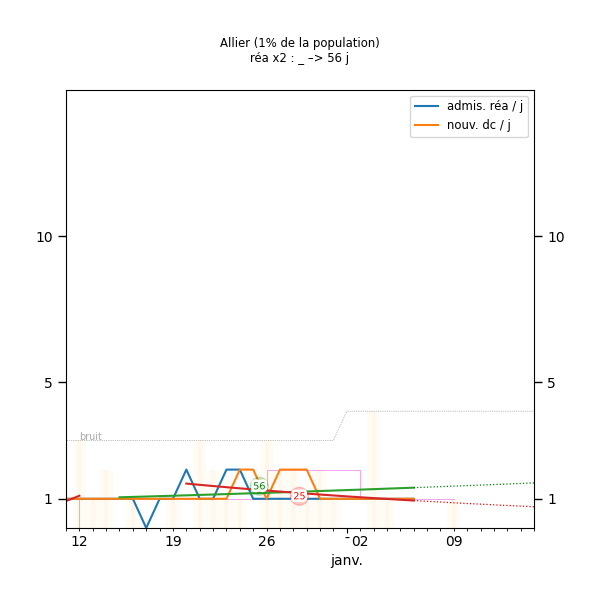 Allier (1% de la population)
réa x2 : _ –> 56 j
admis. réa / j
nouv. dc / j
10
10
5
5
bruit
56
25
1
1
12
19
26
02
09
janv.